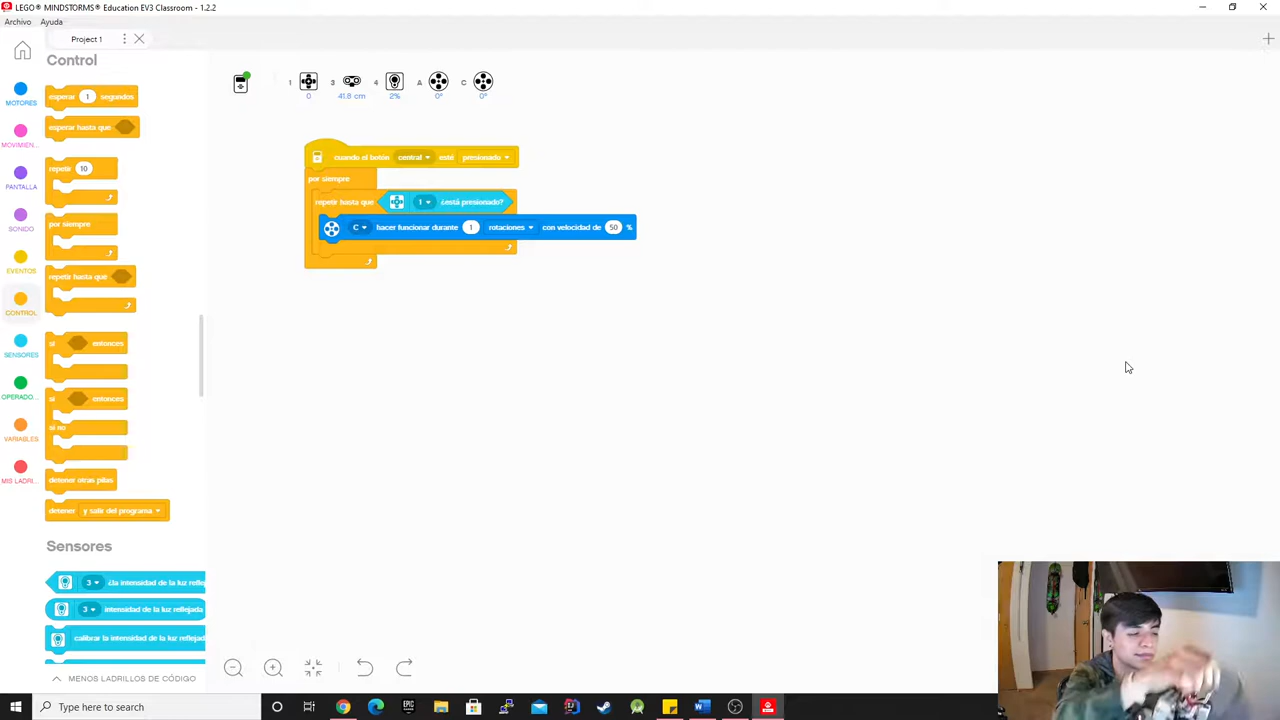 LEGO® MINDSTORMS® Education EV3 Classroom - 1.2.2
Archivo Ayuda
Project 1
Control
1 3 4 A C
0 41.8 cm 2% 0° 0°
MOTORES
MOVIMIEN...
PANTALLA
SONIDO
EVENTOS
CONTROL
SENSORES
OPERADO...
VARIABLES
MIS LADRI...
esperar 1 segundos
esperar hasta que
repetir 10
por siempre
repetir hasta que
si entonces
si entonces
si no
detener otras pilas
detener y salir del programa
Sensores
3 ¿la intensidad de la luz refle
3 intensidad de la luz reflejada
calibrar la intensidad de la luz reflejad
MENOS LADRILLOS DE CÓDIGO
cuando el botón central está presionado
por siempre
repetir hasta que 1 ¿está presionado?
C hacer funcionar durante 1 rotaciones con velocidad de 50 %
Type here to search